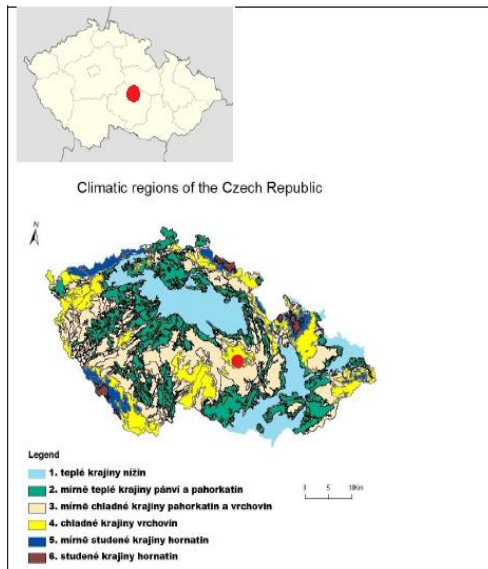 Climatic regions of the Czech Republic
N
Legend
1. teplé krajiny nížin
2. mírně teplé krajiny pánví a pahorkatin
3. mírně chladné krajiny pahorkatin a vrchovin
4. chladné krajiny vrchovin
5. mírně studené krajiny hornatin
6. studené krajiny hornatin
0 5 10Km